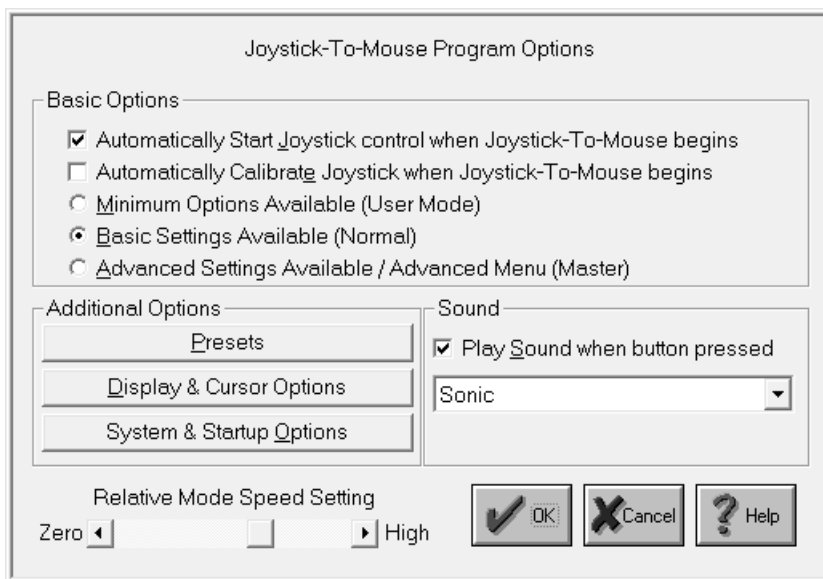 Joystick-To-Mouse Program Options
Basic Options
Automatically Start Joystick control when Joystick-To-Mouse begins
Automatically Calibrate Joystick when Joystick-To-Mouse begins
Minimum Options Available (User Mode)
Basic Settings Available (Normal)
Advanced Settings Available / Advanced Menu (Master)
Additional Options
Presets
Display & Cursor Options
System & Startup Options
Sound
Play Sound when button pressed
Sonic
Relative Mode Speed Setting
Zero High
OK Cancel Help